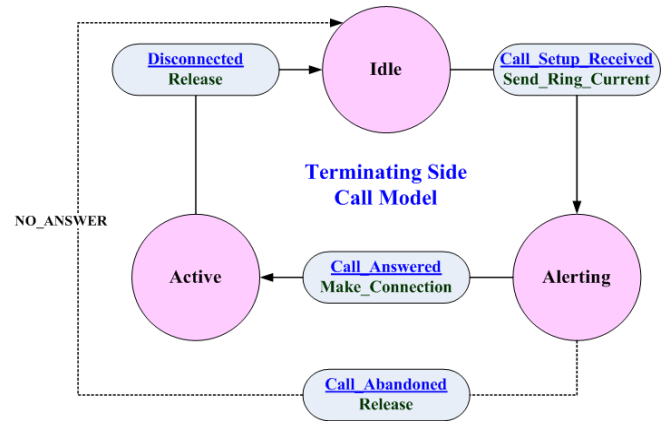 Disconnected
Release
Idle
Call_Setup_Received
Send_Ring_Current
Terminating Side
Call Model
NO_ANSWER
Active
Call_Answered
Make_Connection
Alerting
Call_Abandoned
Release